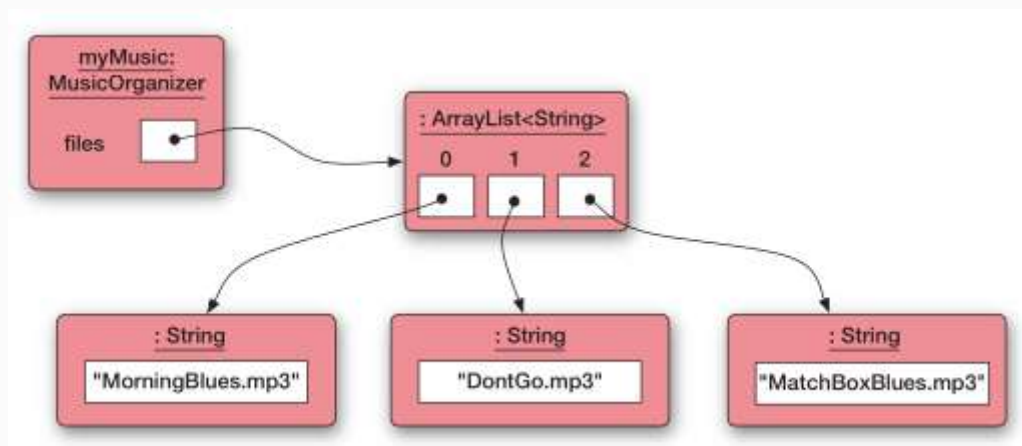 myMusic:
MusicOrganizer
files
: ArrayList<String>
0 1 2
: String
"MorningBlues.mp3"
: String
"DontGo.mp3"
: String
"MatchBoxBlues.mp3"